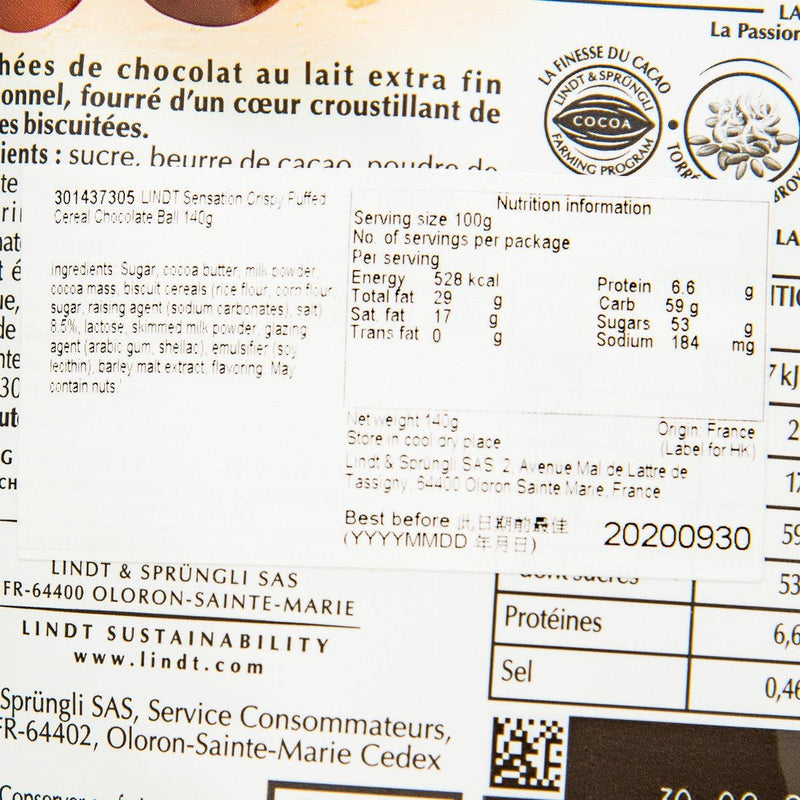 LA
La Passion
hées de chocolat au lait extra fin
onnel, fourré d'un cœur croustillant de
es biscuitées.
ients : sucre, beurre de cacao, poudre de
LA FINESSE DU CACAO
LINDT & SPRÜNGLI
COCOA
FARMING PROGRAM
301437305 LINDT Sensation Crispy Puffed
Cereal Chocolate Ball 140g
Ingredients: Sugar, cocoa butter, milk powder,
cocoa mass, biscuit cereals (rice flour, corn flour,
sugar, raising agent (sodium carbonates), salt)
8.5%, lactose, skimmed milk powder, glazing
agent (arabic gum, shellac), emulsifier (soy
lecithin), barley malt extract, flavoring. May
contain nuts.
Nutrition information
Serving size 100g
No. of servings per package
Per serving
Energy 528 kcal
Total fat 29 g
Sat. fat 17 g
Trans fat 0 g
Protein 6.6 g
Carb 59 g
Sugars 53 g
Sodium 184 mg
Net weight 140g
Origin: France
Store in cool dry place
(Label for HK)
Lindt & Sprungli SAS. 2, Avenue Mal de Lattre de
Tassigny, 64400 Oloron Sainte Marie, France
Best before 此日期前最佳
(YYYYMMDD 年月日)
20200930
LA
7 kJ
59
53
dont sucres
Protéines
6,6
Sel
0,46
LINDT & SPRÜNGLI SAS
FR-64400 OLORON-SAINTE-MARIE
LINDT SUSTAINABILITY
www.lindt.com
Sprüngli SAS, Service Consommateurs,
FR-64402, Oloron-Sainte-Marie Cedex